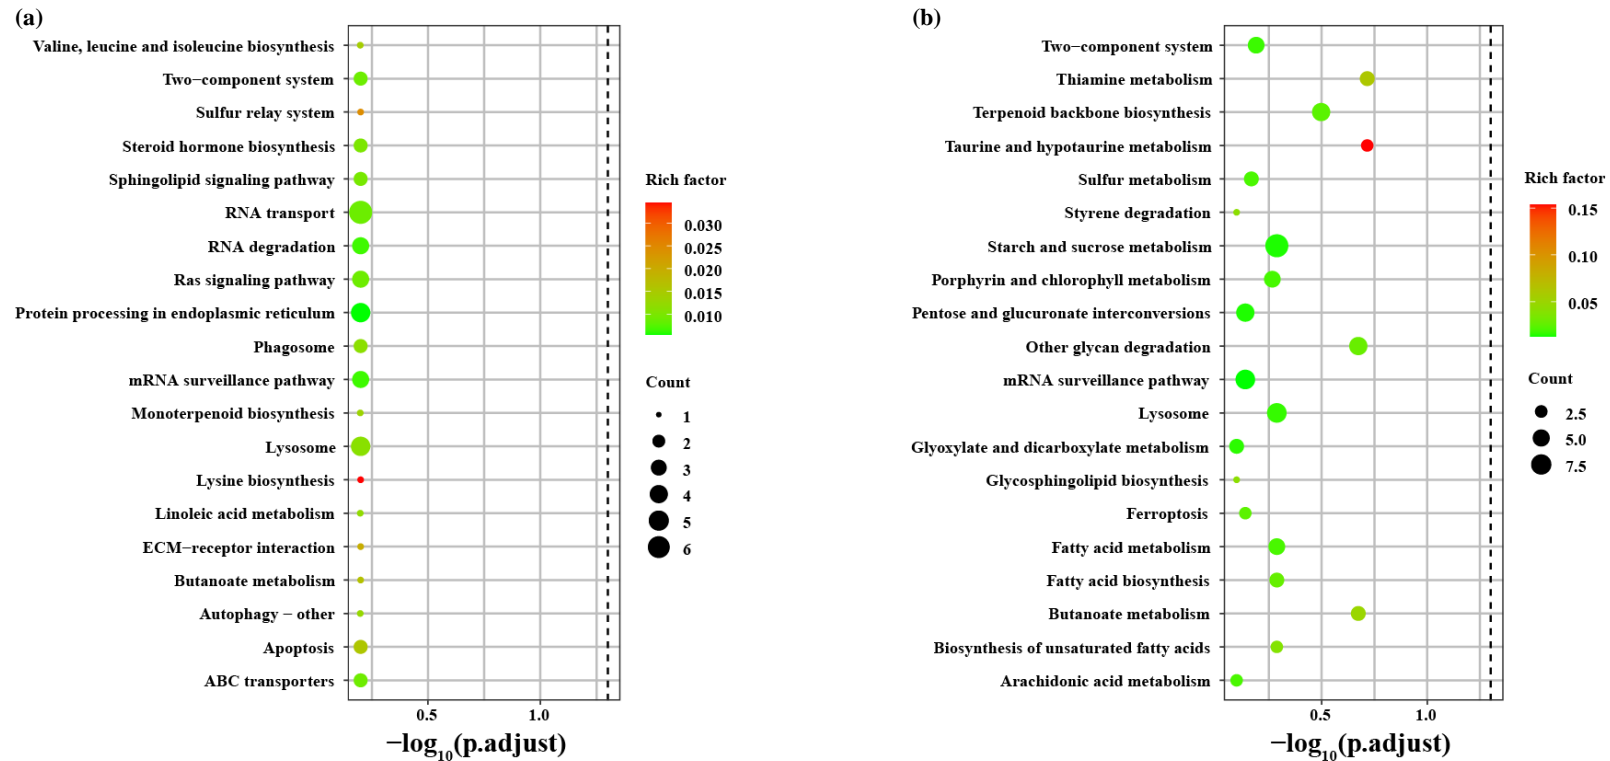 (a)
Valine, leucine and isoleucine biosynthesis
Two−component system
Sulfur relay system
Steroid hormone biosynthesis
Sphingolipid signaling pathway
RNA transport
RNA degradation
Ras signaling pathway
Protein processing in endoplasmic reticulum
Phagosome
mRNA surveillance pathway
Monoterpenoid biosynthesis
Lysosome
Lysine biosynthesis
Linoleic acid metabolism
ECM−receptor interaction
Butanoate metabolism
Autophagy − other
Apoptosis
ABC transporters
0.5 1.0
−log10(p.adjust)
Rich factor
0.030
0.025
0.020
0.015
0.010
Count
1
2
3
4
5
6
(b)
Two−component system
Thiamine metabolism
Terpenoid backbone biosynthesis
Taurine and hypotaurine metabolism
Sulfur metabolism
Styrene degradation
Starch and sucrose metabolism
Porphyrin and chlorophyll metabolism
Pentose and glucuronate interconversions
Other glycan degradation
mRNA surveillance pathway
Lysosome
Glyoxylate and dicarboxylate metabolism
Glycosphingolipid biosynthesis
Ferroptosis
Fatty acid metabolism
Fatty acid biosynthesis
Butanoate metabolism
Biosynthesis of unsaturated fatty acids
Arachidonic acid metabolism
0.5 1.0
−log10(p.adjust)
Rich factor
0.15
0.10
0.05
Count
2.5
5.0
7.5